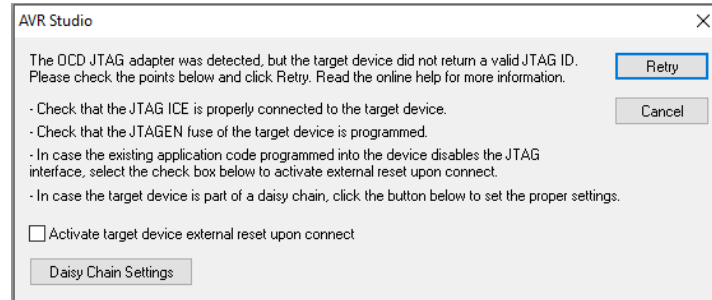 AVR Studio
The OCD JTAG adapter was detected, but the target device did not return a valid JTAG ID.
Please check the points below and click Retry. Read the online help for more information.
Retry
Cancel
- Check that the JTAG ICE is properly connected to the target device.
- Check that the JTAGEN fuse of the target device is programmed.
- In case the existing application code programmed into the device disables the JTAG
interface, select the check box below to activate external reset upon connect.
- In case the target device is part of a daisy chain, click the button below to set the proper settings.
Activate target device external reset upon connect
Daisy Chain Settings